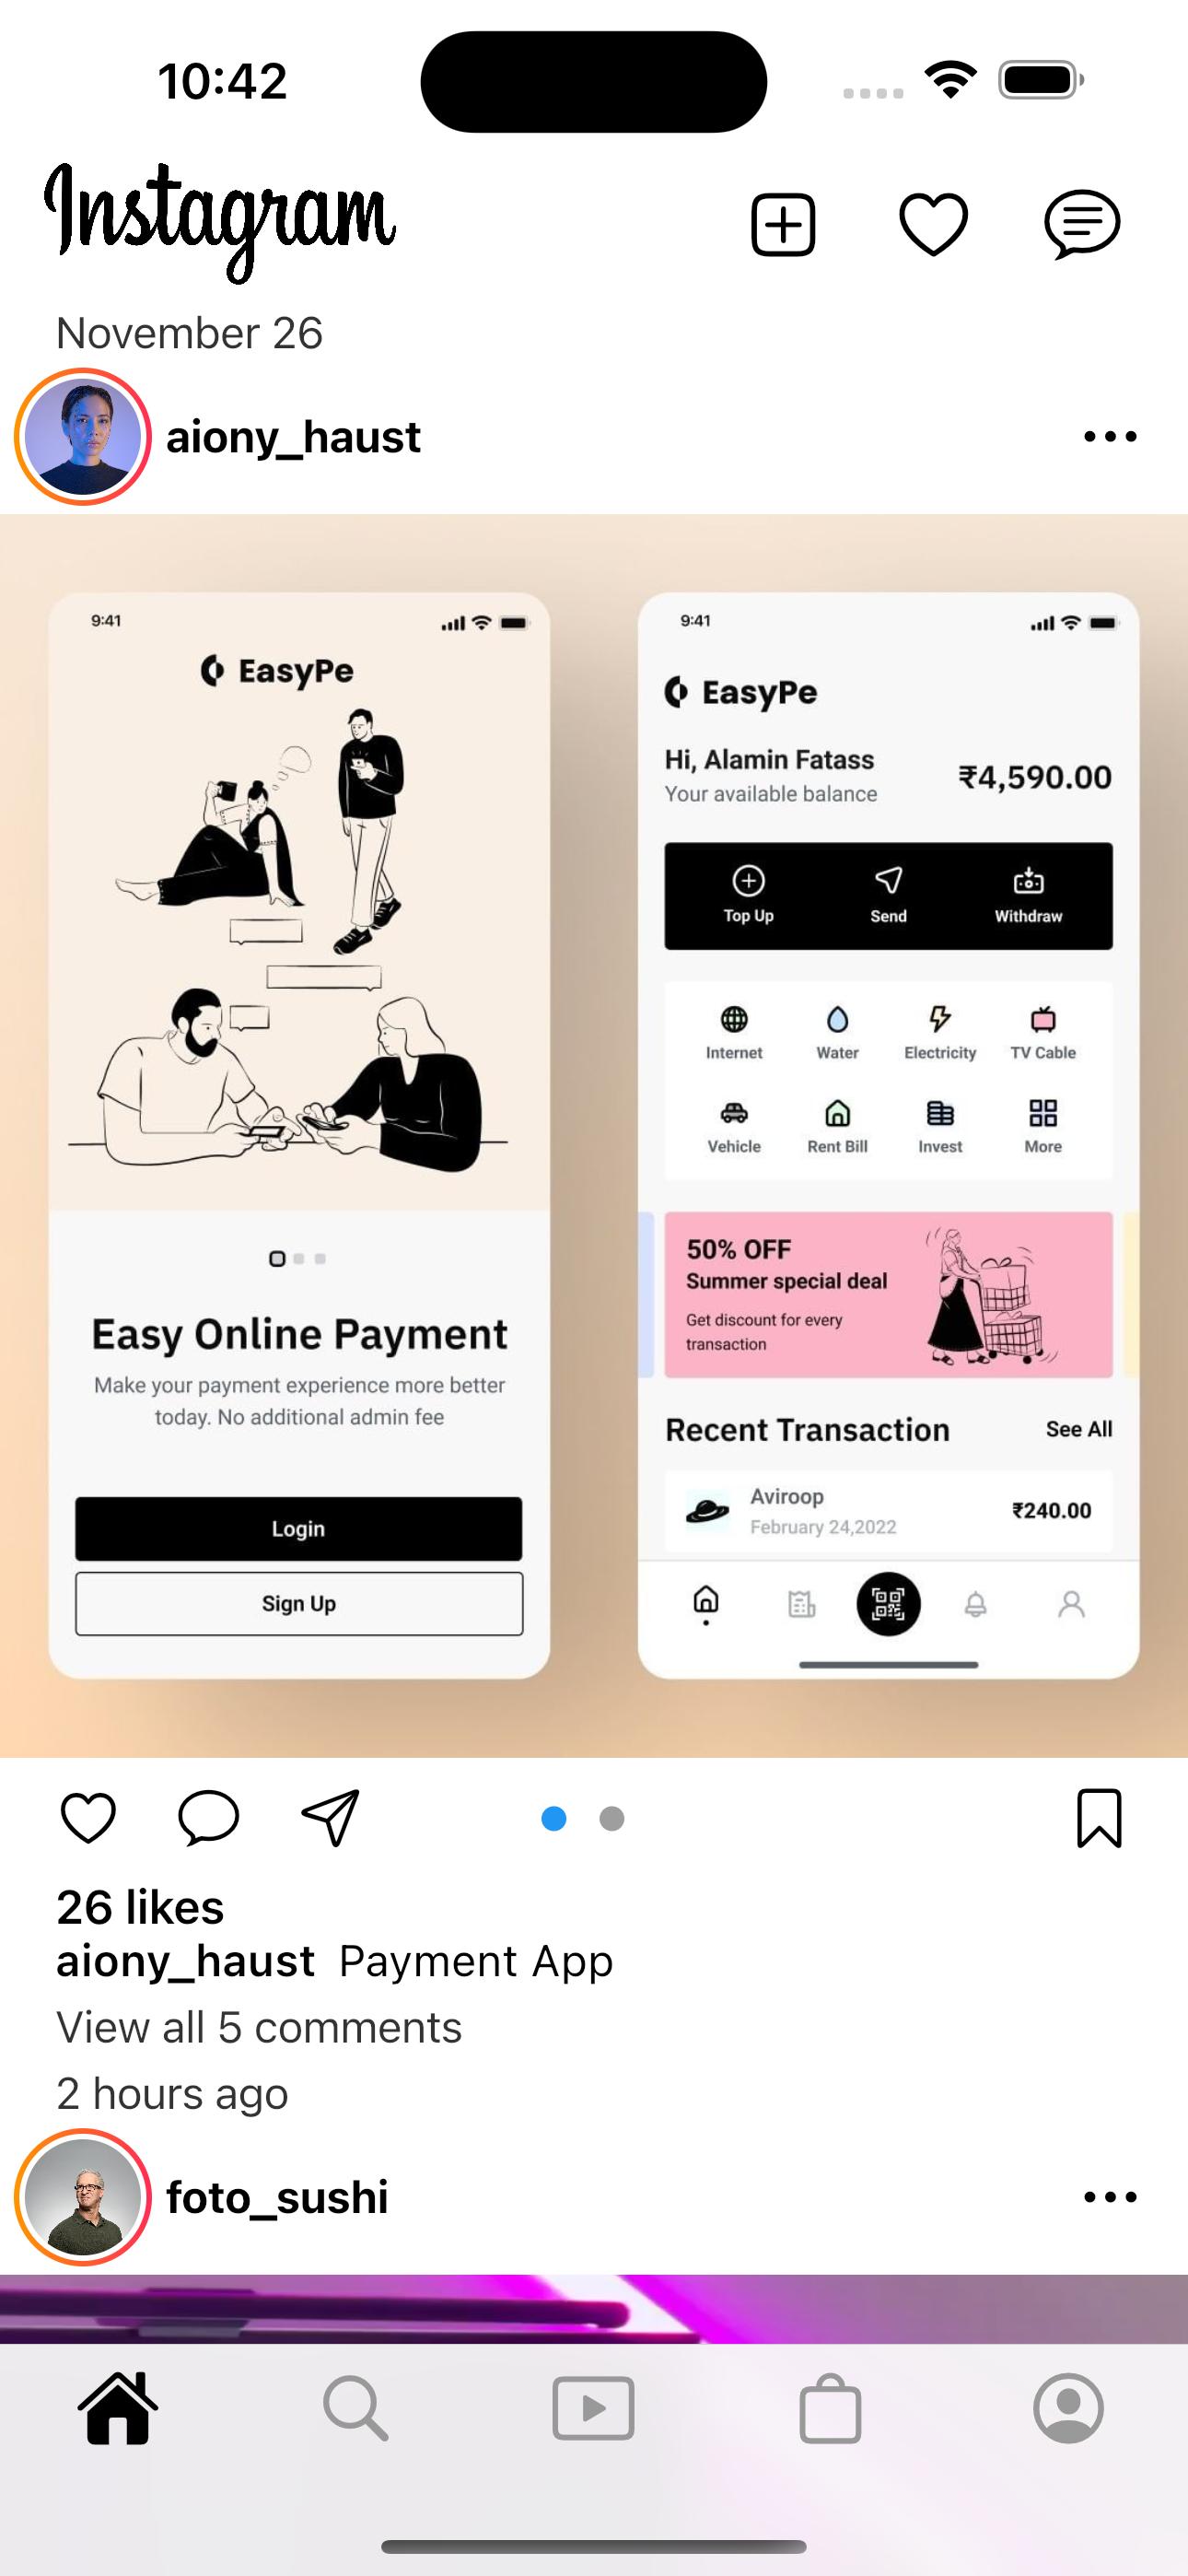 10:42
Instagram
November 26
aiony_haust
9:41
EasyPe
Easy Online Payment
Make your payment experience more better
today. No additional admin fee
Login
Sign Up
9:41
EasyPe
Hi, Alamin Fatass
Your available balance
₹4,590.00
Top Up Send Withdraw
Internet Water Electricity TV Cable
Vehicle Rent Bill Invest More
50% OFF
Summer special deal
Get discount for every
transaction
Recent Transaction See All
Aviroop
February 24,2022
₹240.00
26 likes
aiony_haust Payment App
View all 5 comments
2 hours ago
foto_sushi